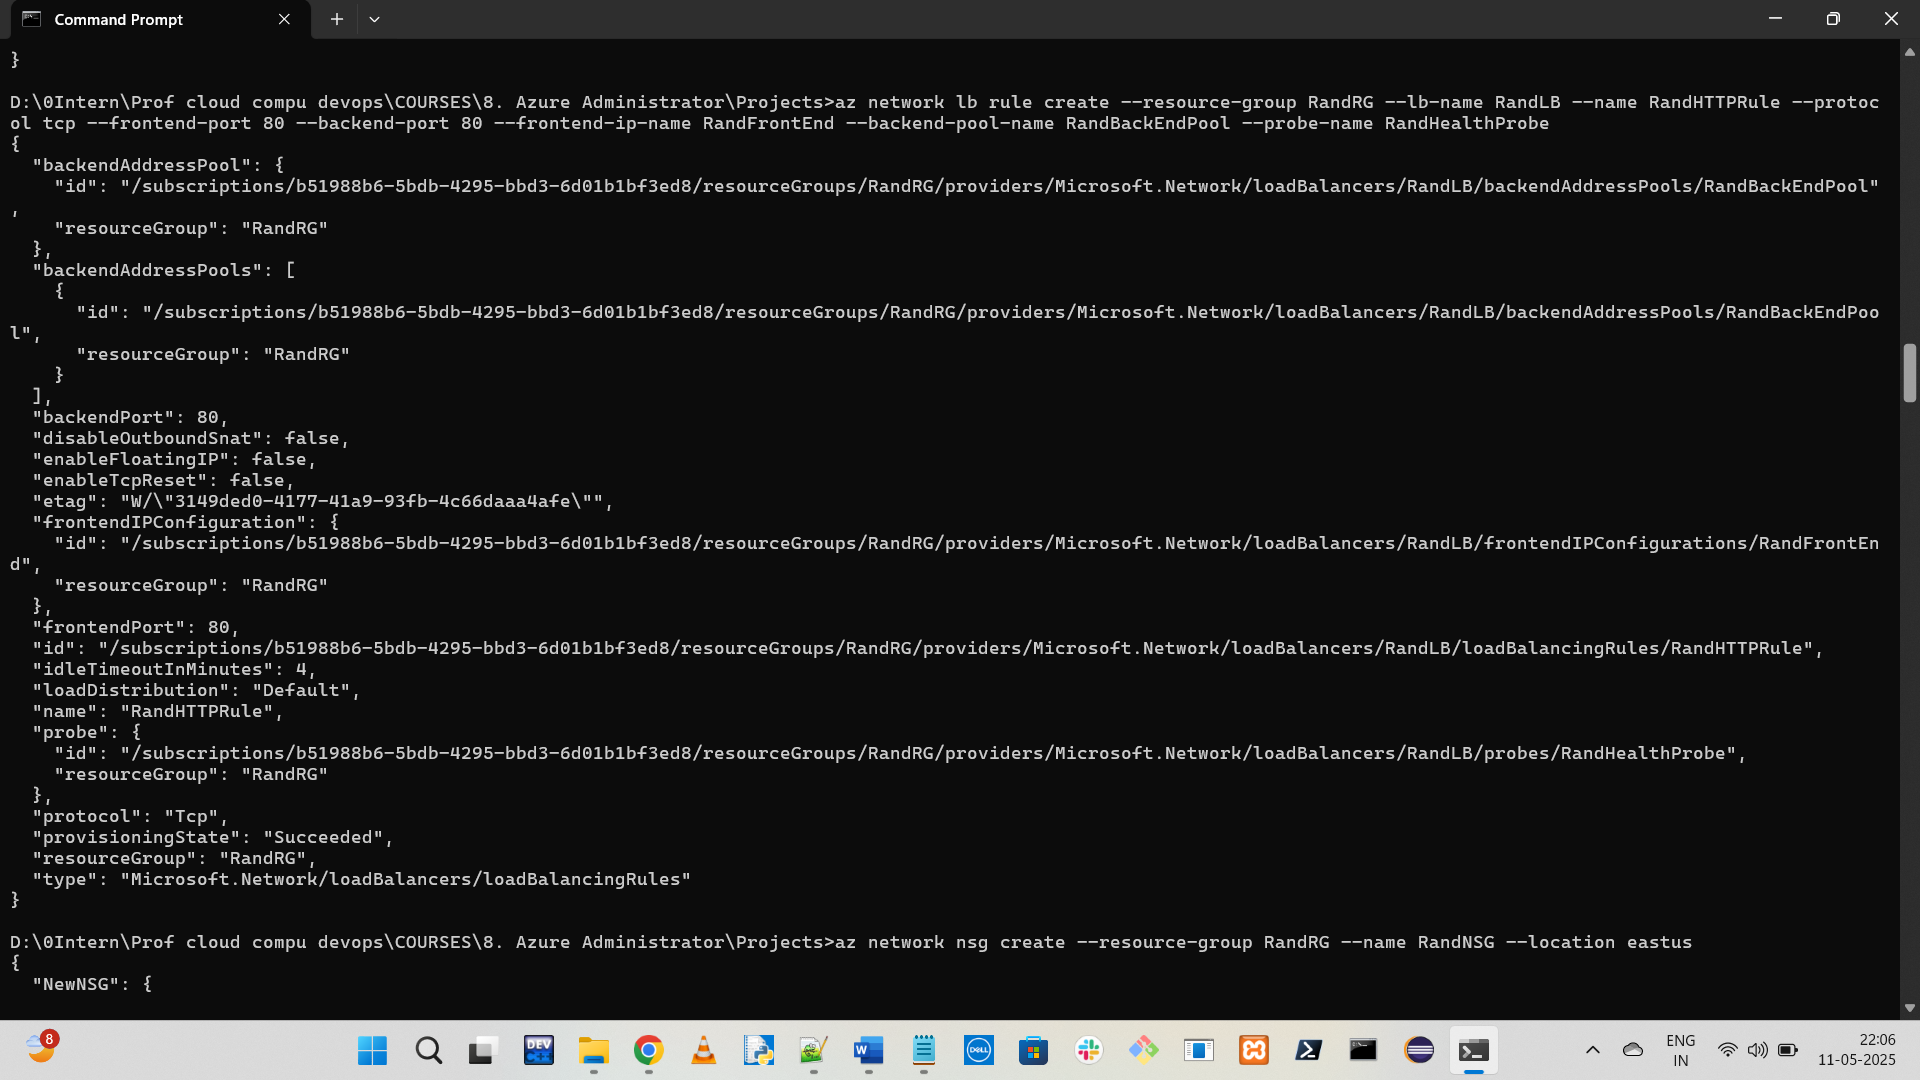 Command Prompt
}
D:\0Intern\Prof cloud compu devops\COURSES\8. Azure Administrator\Projects>az network lb rule create --resource-group RandRG --lb-name RandLB --name RandHTTPRule --protoc
ol tcp --frontend-port 80 --backend-port 80 --frontend-ip-name RandFrontEnd --backend-pool-name RandBackEndPool --probe-name RandHealthProbe
{
  "backendAddressPool": {
    "id": "/subscriptions/b51988b6-5bdb-4295-bbd3-6d01b1bf3ed8/resourceGroups/RandRG/providers/Microsoft.Network/loadBalancers/RandLB/backendAddressPools/RandBackEndPool"
,
    "resourceGroup": "RandRG"
  },
  "backendAddressPools": [
    {
      "id": "/subscriptions/b51988b6-5bdb-4295-bbd3-6d01b1bf3ed8/resourceGroups/RandRG/providers/Microsoft.Network/loadBalancers/RandLB/backendAddressPools/RandBackEndPoo
l",
      "resourceGroup": "RandRG"
    }
  ],
  "backendPort": 80,
  "disableOutboundSnat": false,
  "enableFloatingIP": false,
  "enableTcpReset": false,
  "etag": "W/\"3149ded0-4177-41a9-93fb-4c66daaa4afe\"",
  "frontendIPConfiguration": {
    "id": "/subscriptions/b51988b6-5bdb-4295-bbd3-6d01b1bf3ed8/resourceGroups/RandRG/providers/Microsoft.Network/loadBalancers/RandLB/frontendIPConfigurations/RandFrontEn
d",
    "resourceGroup": "RandRG"
  },
  "frontendPort": 80,
  "id": "/subscriptions/b51988b6-5bdb-4295-bbd3-6d01b1bf3ed8/resourceGroups/RandRG/providers/Microsoft.Network/loadBalancers/RandLB/loadBalancingRules/RandHTTPRule",
  "idleTimeoutInMinutes": 4,
  "loadDistribution": "Default",
  "name": "RandHTTPRule",
  "probe": {
    "id": "/subscriptions/b51988b6-5bdb-4295-bbd3-6d01b1bf3ed8/resourceGroups/RandRG/providers/Microsoft.Network/loadBalancers/RandLB/probes/RandHealthProbe",
    "resourceGroup": "RandRG"
  },
  "protocol": "Tcp",
  "provisioningState": "Succeeded",
  "resourceGroup": "RandRG",
  "type": "Microsoft.Network/loadBalancers/loadBalancingRules"
}
D:\0Intern\Prof cloud compu devops\COURSES\8. Azure Administrator\Projects>az network nsg create --resource-group RandRG --name RandNSG --location eastus
{
  "NewNSG": {
8
DEV
C++
W
DELL
ENG
IN
22:06
11-05-2025